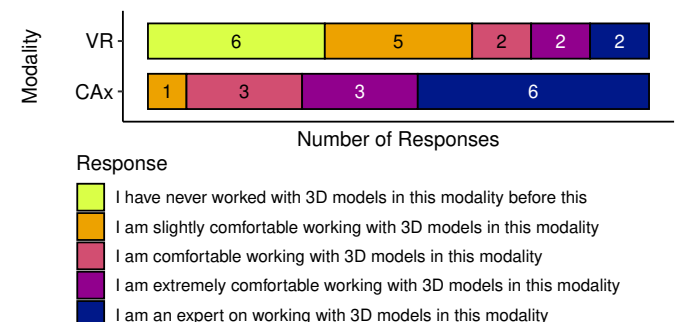 Modality
VR
6 5 2 2 2
CAx
1 3 3 6
Number of Responses
Response
I have never worked with 3D models in this modality before this
I am slightly comfortable working with 3D models in this modality
I am comfortable working with 3D models in this modality
I am extremely comfortable working with 3D models in this modality
I am an expert on working with 3D models in this modality